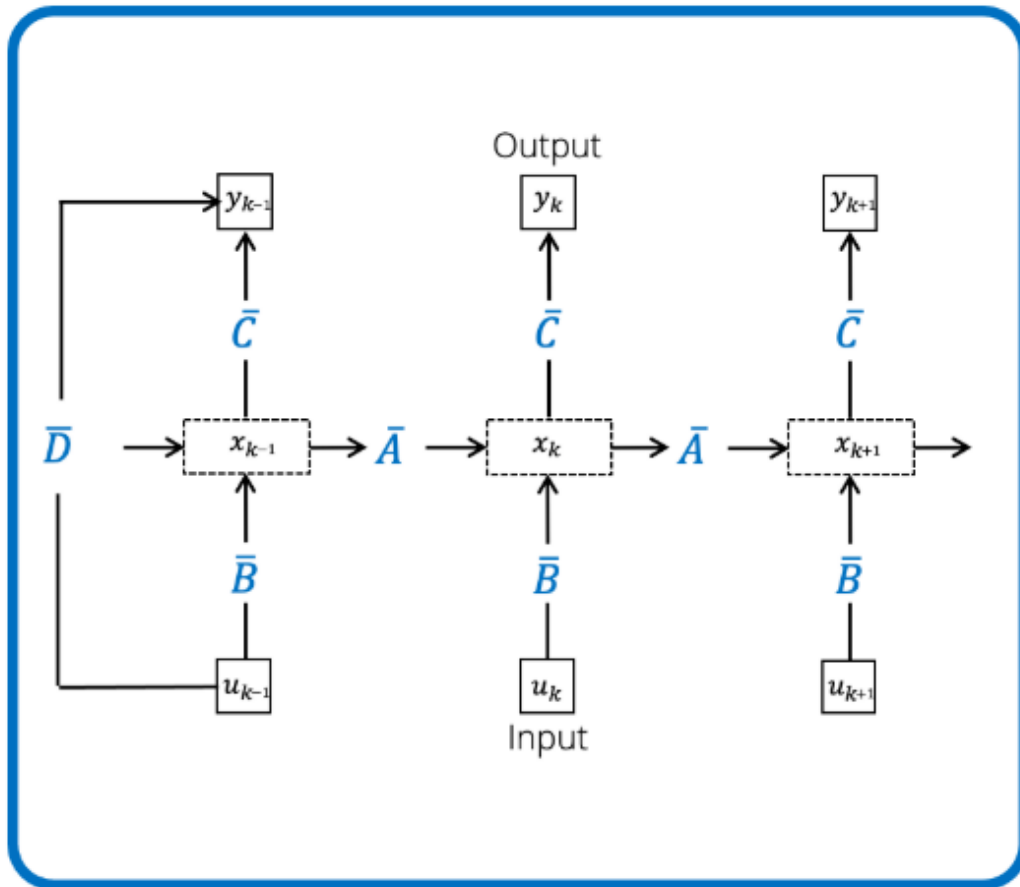 Output
y_{k-1} y_k y_{k+1}
C̅ C̅ C̅
D̅ x_{k-1} A̅ x_k A̅ x_{k+1}
B̅ B̅ B̅
u_{k-1} u_k u_{k+1}
Input